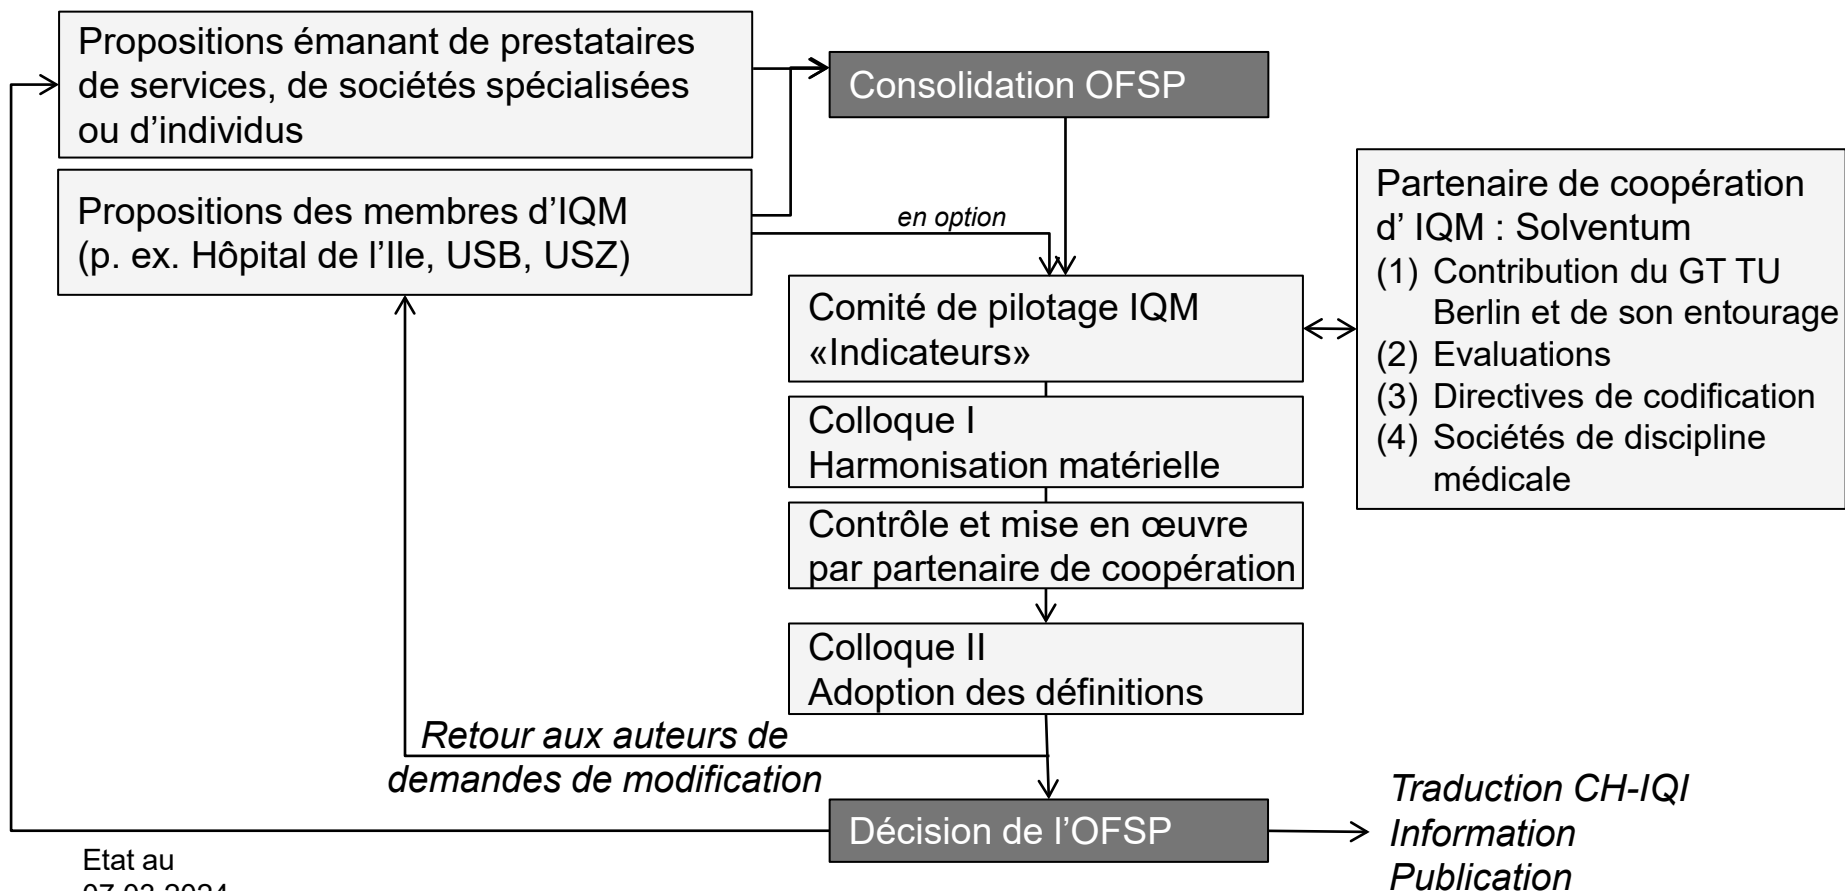 Propositions émanant de prestataires
de services, de sociétés spécialisées
ou d’individus
Consolidation OFSP
Propositions des membres d’IQM
(p. ex. Hôpital de l’Ile, USB, USZ)
en option
Partenaire de coopération
d’ IQM : Solventum
(1) Contribution du GT TU
Berlin et de son entourage
(2) Evaluations
(3) Directives de codification
(4) Sociétés de discipline
médicale
Comité de pilotage IQM
«Indicateurs»
Colloque I
Harmonisation matérielle
Contrôle et mise en œuvre
par partenaire de coopération
Colloque II
Adoption des définitions
Retour aux auteurs de
demandes de modification
Décision de l’OFSP
Traduction CH-IQI
Information
Publication
Etat au
07.03.2024